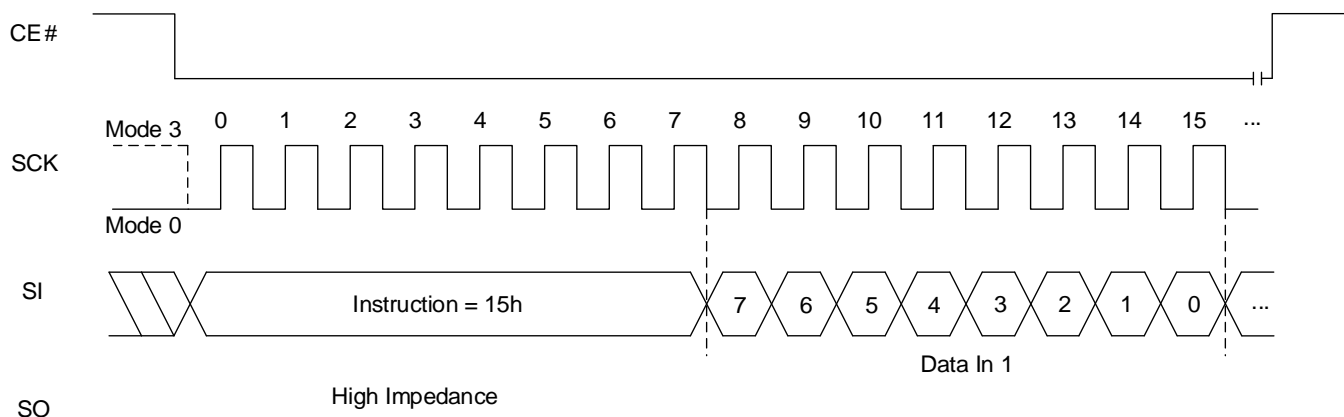 CE#
0 1 2 3 4 5 6 7 8 9 10 11 12 13 14 15 ...
Mode 3
SCK
Mode 0
SI
Instruction = 15h
7 6 5 4 3 2 1 0 ...
Data In 1
High Impedance
SO